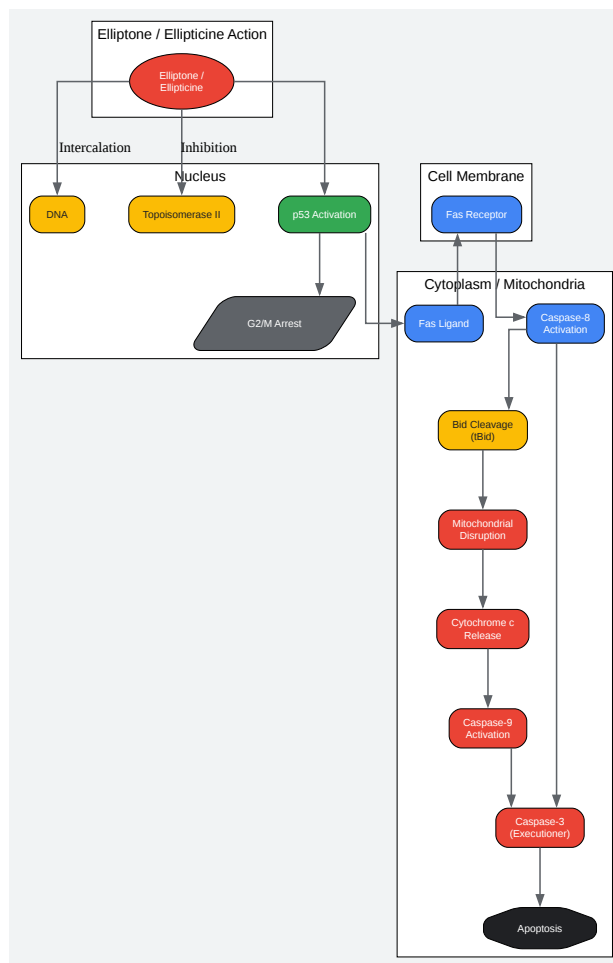 Elliptone / Ellipticine Action
Elliptone /
Ellipticine
Intercalation
Inhibition
Nucleus
DNA
Topoisomerase II
p53 Activation
G2/M Arrest
Cell Membrane
Fas Receptor
Cytoplasm / Mitochondria
Fas Ligand
Caspase-8
Activation
Bid Cleavage
(tBid)
Mitochondrial
Disruption
Cytochrome c
Release
Caspase-9
Activation
Caspase-3
(Executioner)
Apoptosis